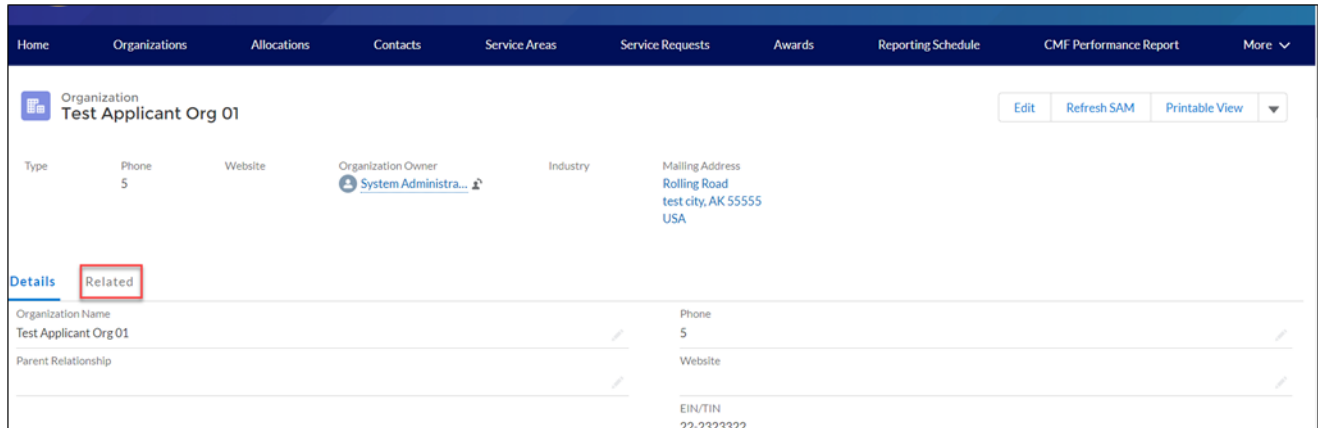 Home Organizations Allocations Contacts Service Areas Service Requests Awards Reporting Schedule CMF Performance Report More
Organization
Test Applicant Org 01
Edit Refresh SAM Printable View
Type Phone Website Organization Owner Industry Mailing Address
5 System Administra... Rolling Road
test city, AK 55555
USA
Details Related
Organization Name Phone
Test Applicant Org 01 5
Parent Relationship Website
EIN/TIN
22-2323322